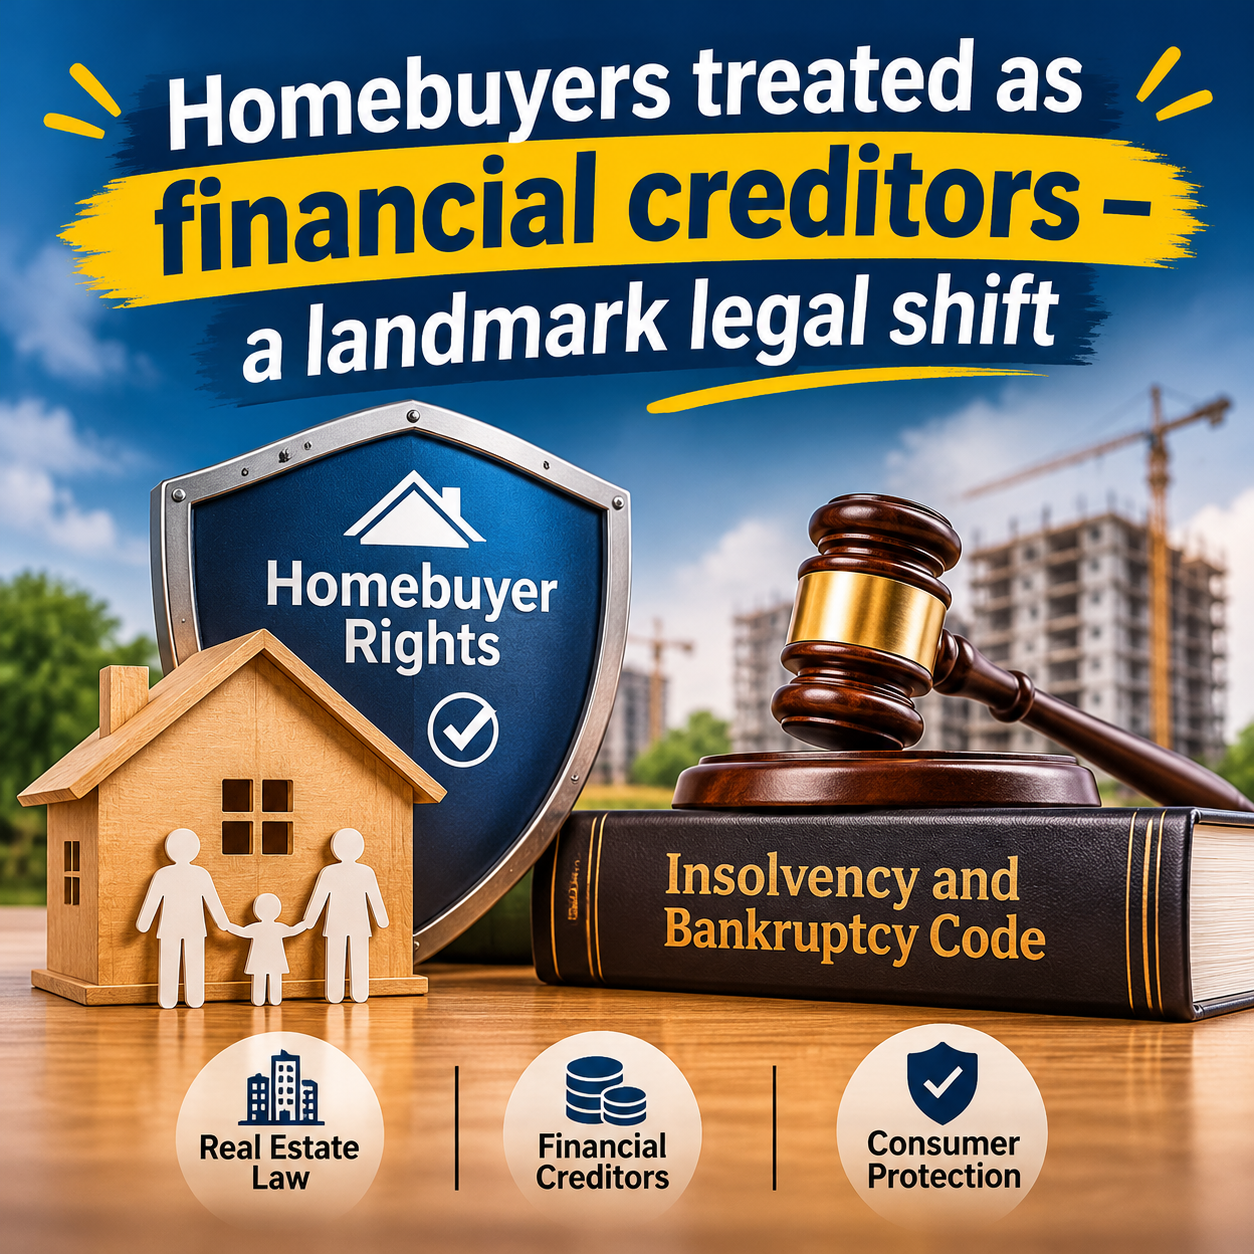 Homebuyers treated as
financial creditors –
a landmark legal shift
Homebuyer
Rights
Insolvency and
Bankruptcy Code
Real Estate
Law
Financial
Creditors
Consumer
Protection